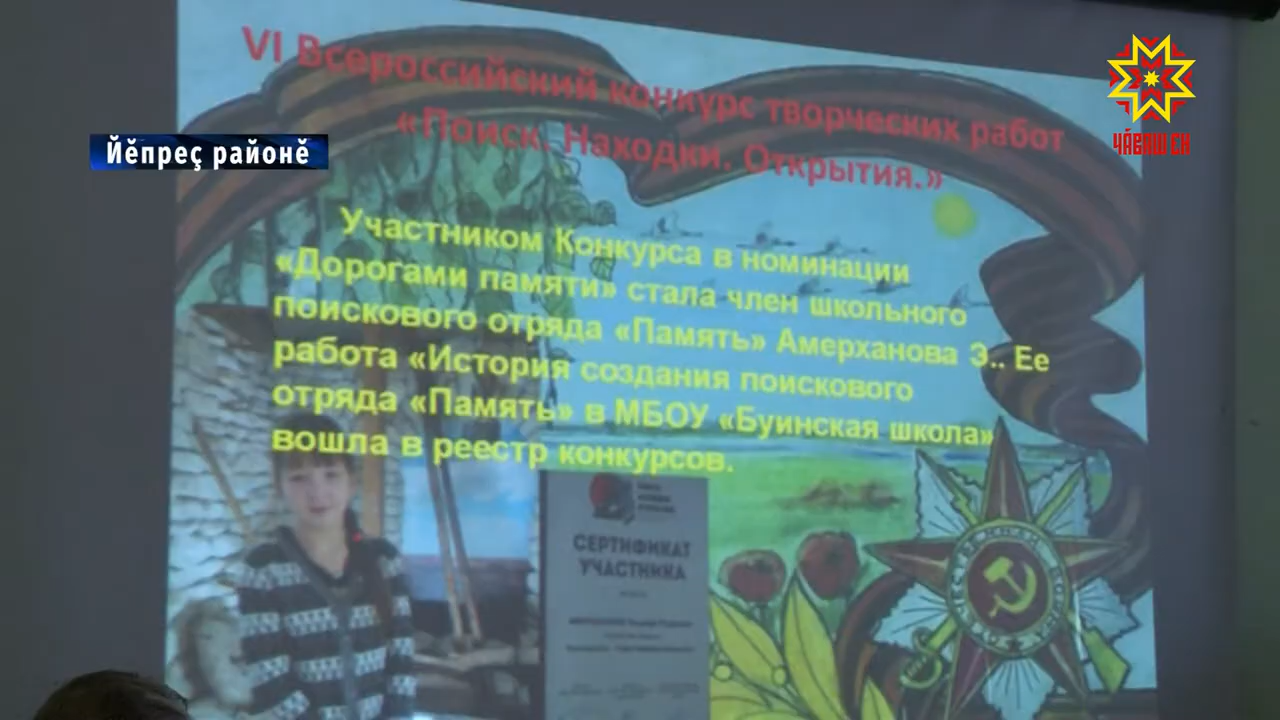 VI Всероссийский конкурс творческих работ
«Поиск. Находки. Открытия.»
ЧӐВАШ ЕН
Йӗпреҫ районӗ
Участником Конкурса в номинации
«Дорогами памяти» стала член школьного
поискового отряда «Память» Амерханова Э.. Ее
работа «История создания поискового
отряда «Память» в МБОУ «Буинская школа»
вошла в реестр конкурсов.
СЕРТИФИКАТ
УЧАСТНИКА